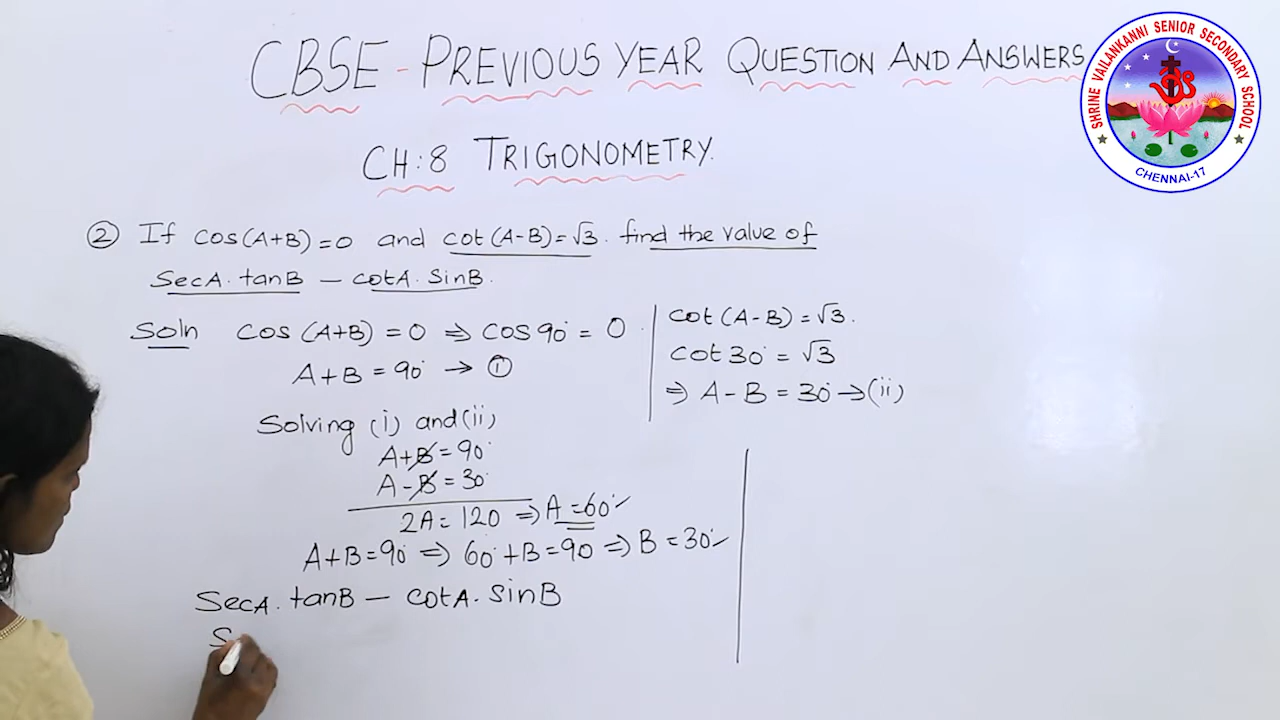 CBSE - PREVIOUS YEAR QUESTION AND ANSWERS
CH:8 TRIGONOMETRY.
SHRINE VAILANKANNI SENIOR SECONDARY SCHOOL
CHENNAI-17
② If cos(A+B)=0 and cot(A-B)=√3. find the value of
SecA.tanB - cotA.SinB.
Soln cos (A+B) = 0 ⇒ cos 90° = 0
A+B = 90° → ①
cot (A-B) = √3.
cot 30° = √3
⇒ A-B = 30° → (ii)
Solving (i) and (ii)
A+B = 90°
A-B = 30°
2A = 120 ⇒ A = 60°✓
A+B = 90° ⇒ 60° + B = 90 ⇒ B = 30°✓
SecA. tanB - cotA. sinB
S